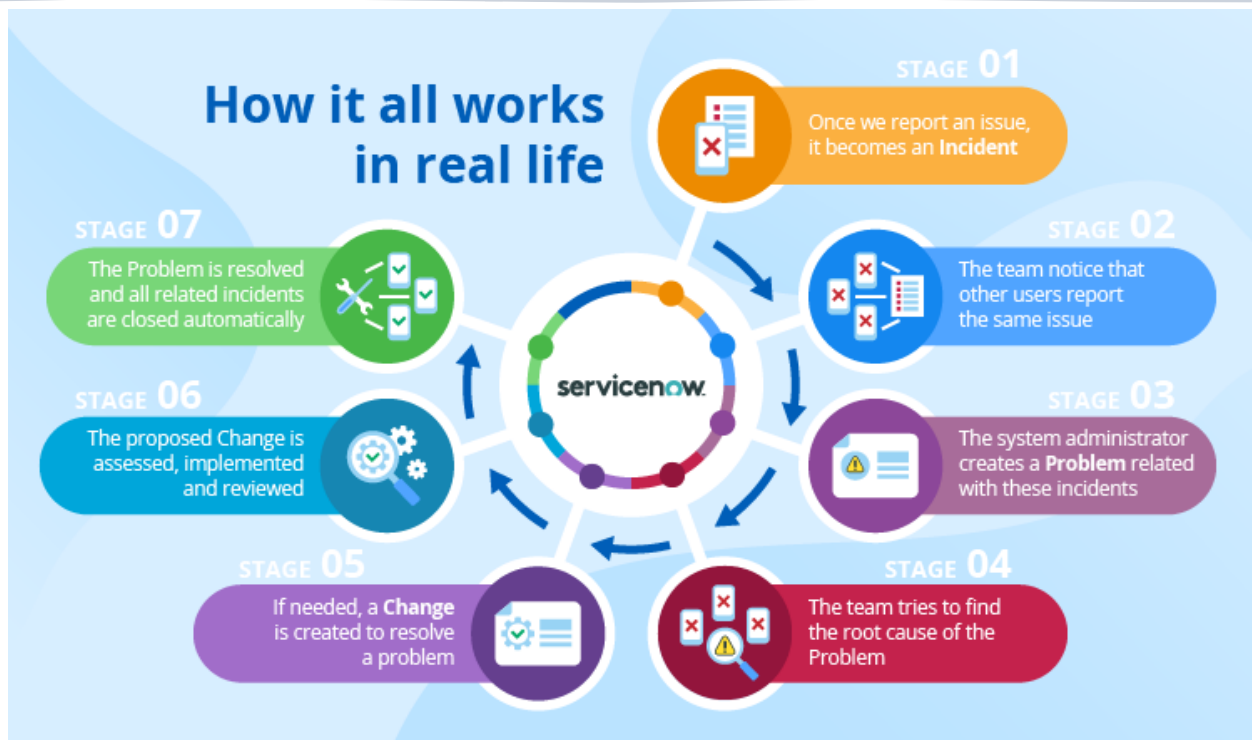 How it all works
in real life
STAGE 01
Once we report an issue,
it becomes an Incident
STAGE 02
The team notice that
other users report
the same issue
STAGE 03
The system administrator
creates a Problem related
with these incidents
STAGE 04
The team tries to find
the root cause of the
Problem
STAGE 05
If needed, a Change
is created to resolve
a problem
STAGE 06
The proposed Change is
assessed, implemented
and reviewed
STAGE 07
The Problem is resolved
and all related incidents
are closed automatically
servicenow.